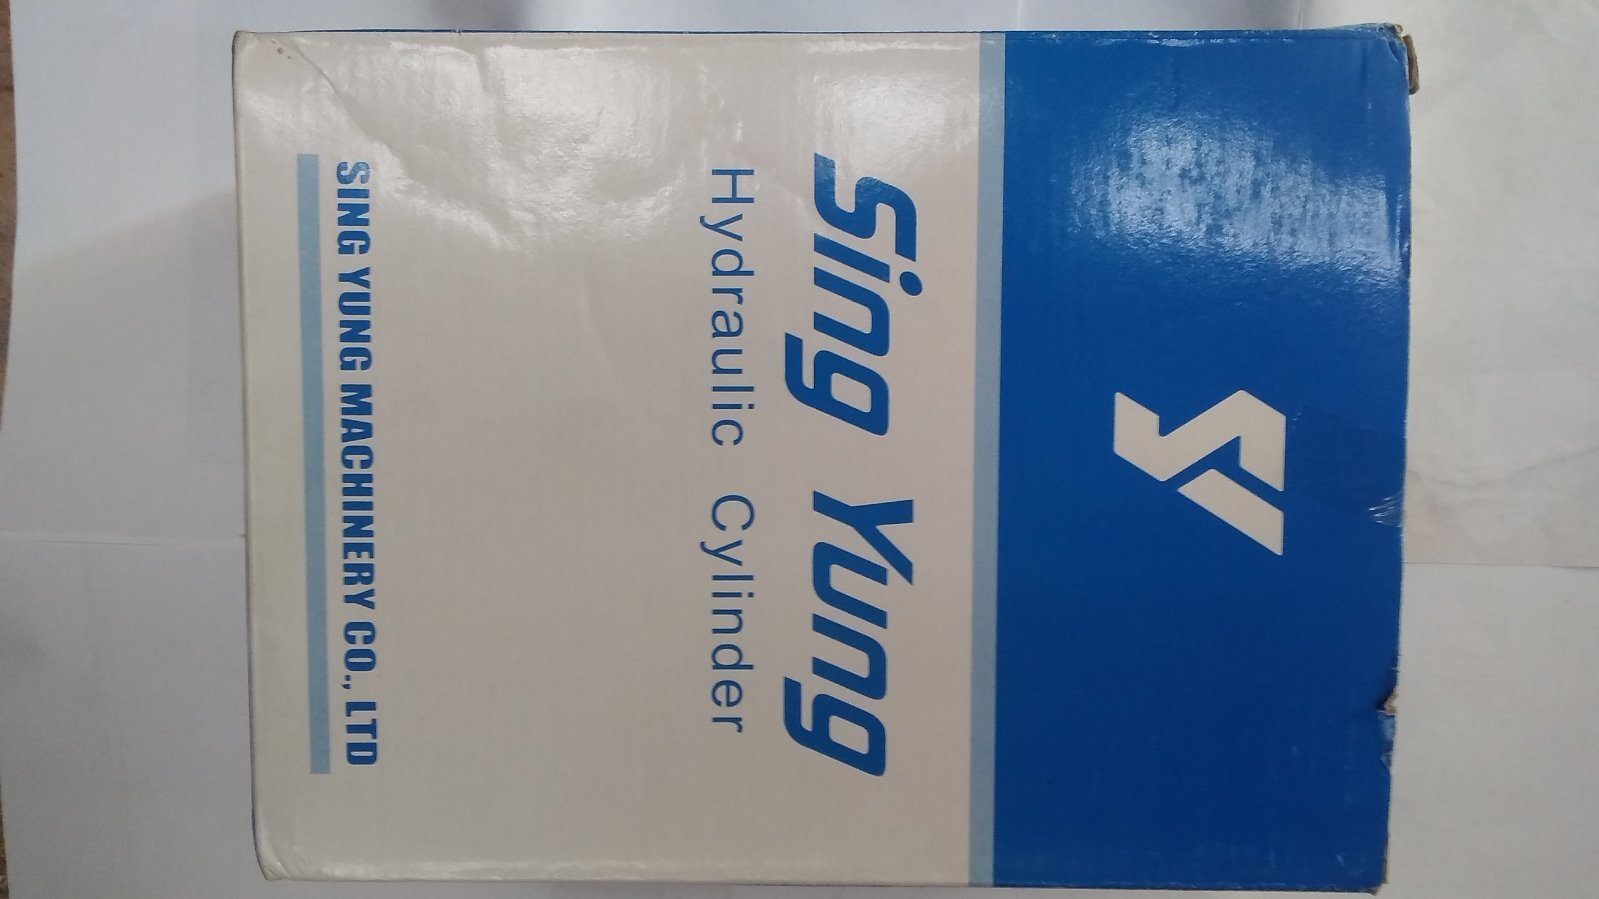 Sing Yung
Hydraulic Cylinder
SING YUNG MACHINERY CO., LTD